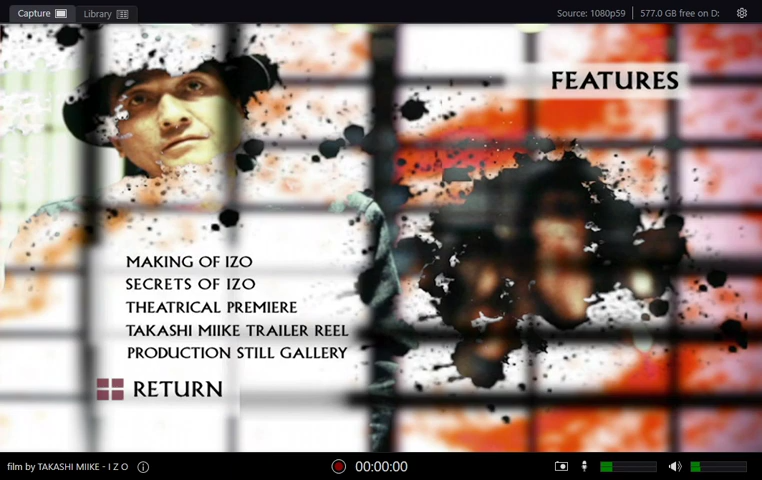 Capture
Library
Source: 1080p59
577.0 GB free on D:
FEATURES
MAKING OF IZO
SECRETS OF IZO
THEATRICAL PREMIERE
TAKASHI MIIKE TRAILER REEL
PRODUCTION STILL GALLERY
RETURN
film by TAKASHI MIIKE - I Z O
00:00:00